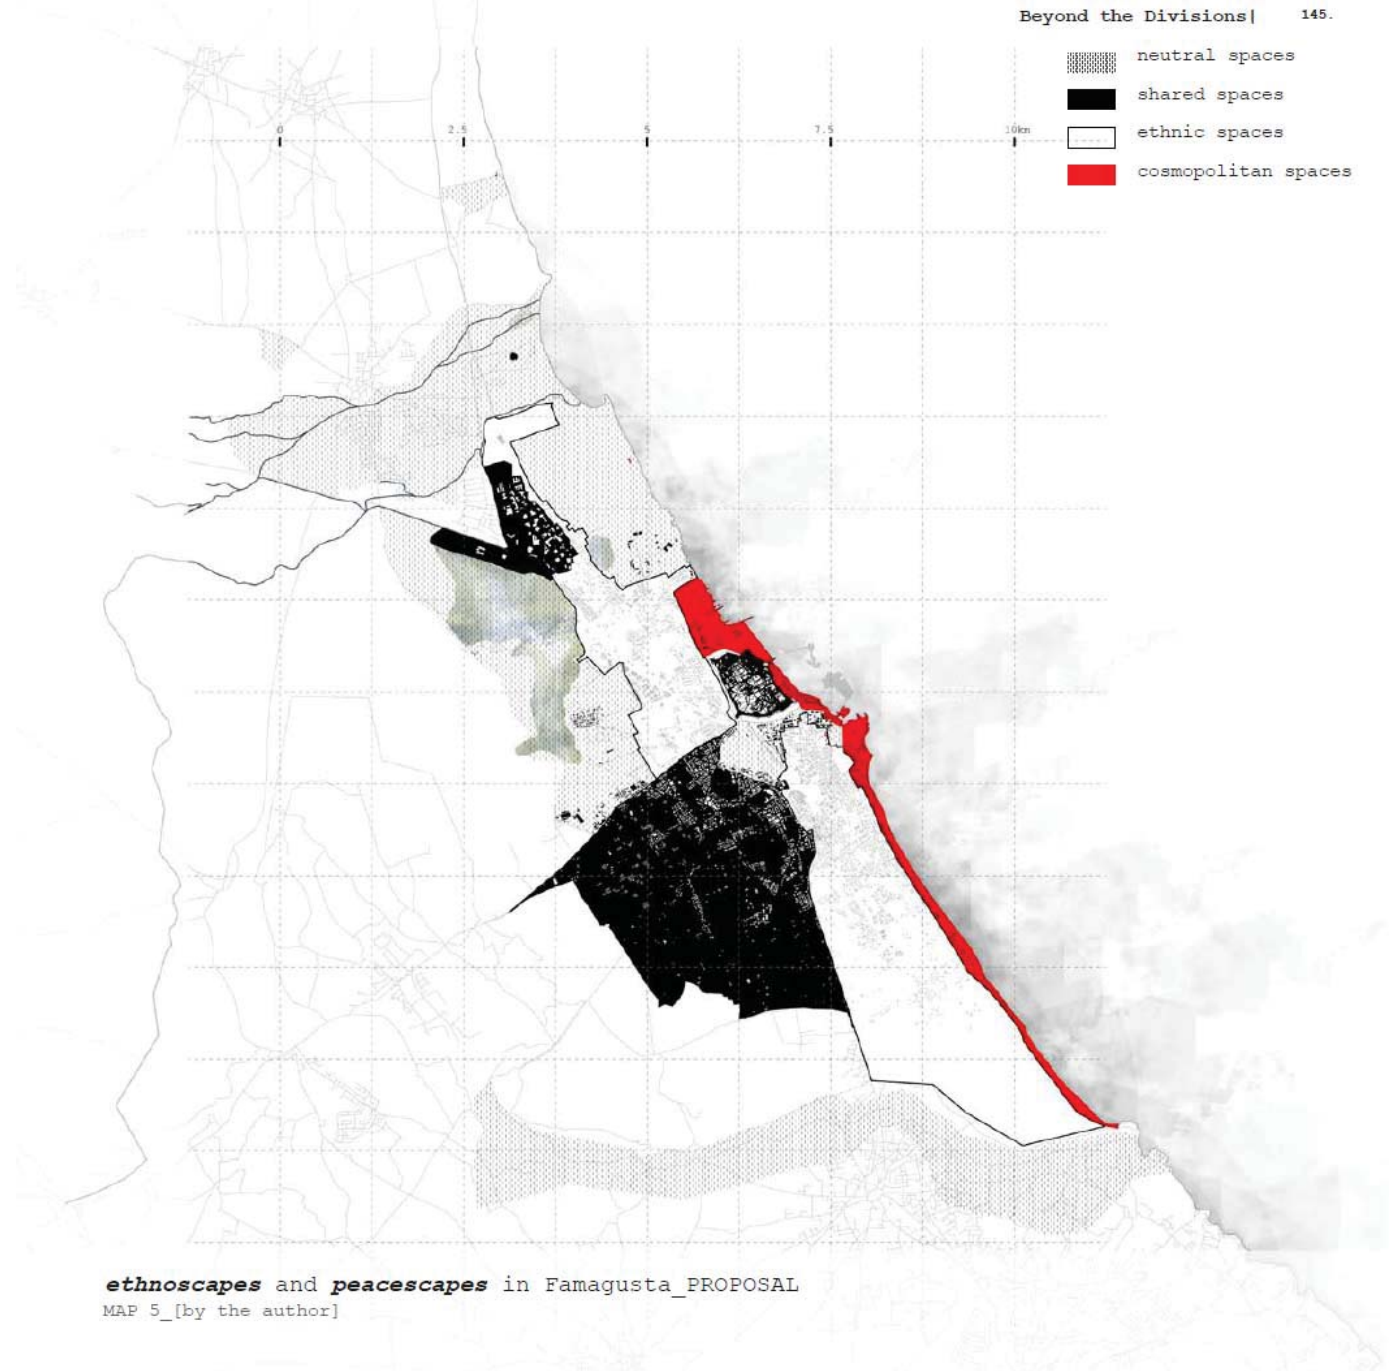 Beyond the Divisions| 145.
neutral spaces
shared spaces
ethnic spaces
cosmopolitan spaces
0 2.5 5 7.5 10km
ethnoscapes and peacescapes in Famagusta_PROPOSAL
MAP 5_[by the author]